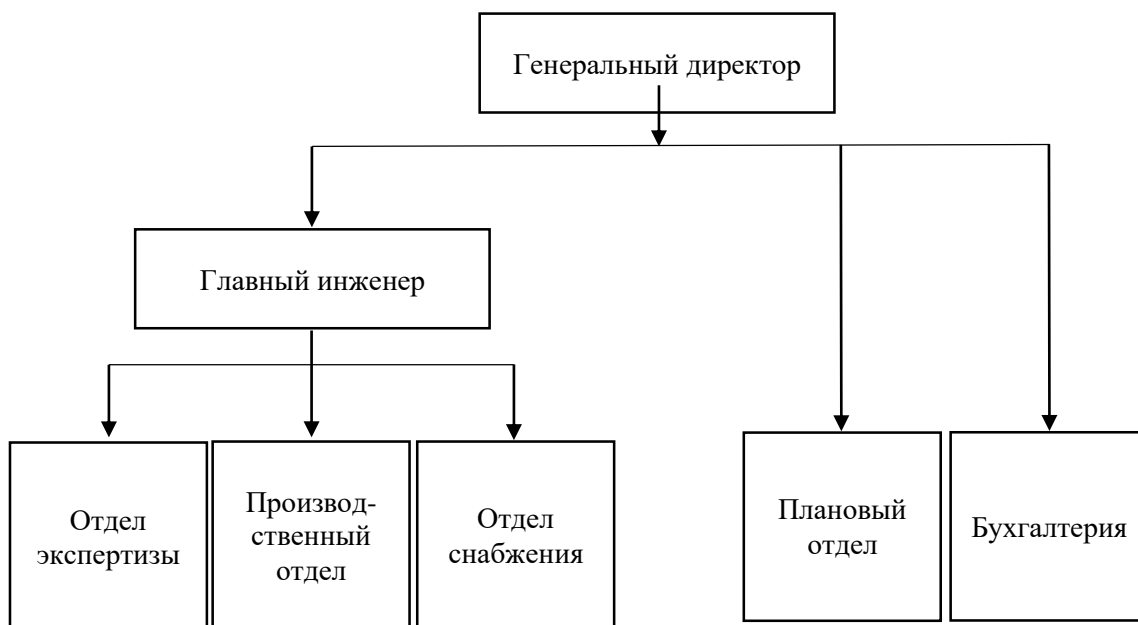 Генеральный директор
Главный инженер
Отдел
экспертизы
Производ-
ственный
отдел
Отдел
снабжения
Плановый
отдел
Бухгалтерия